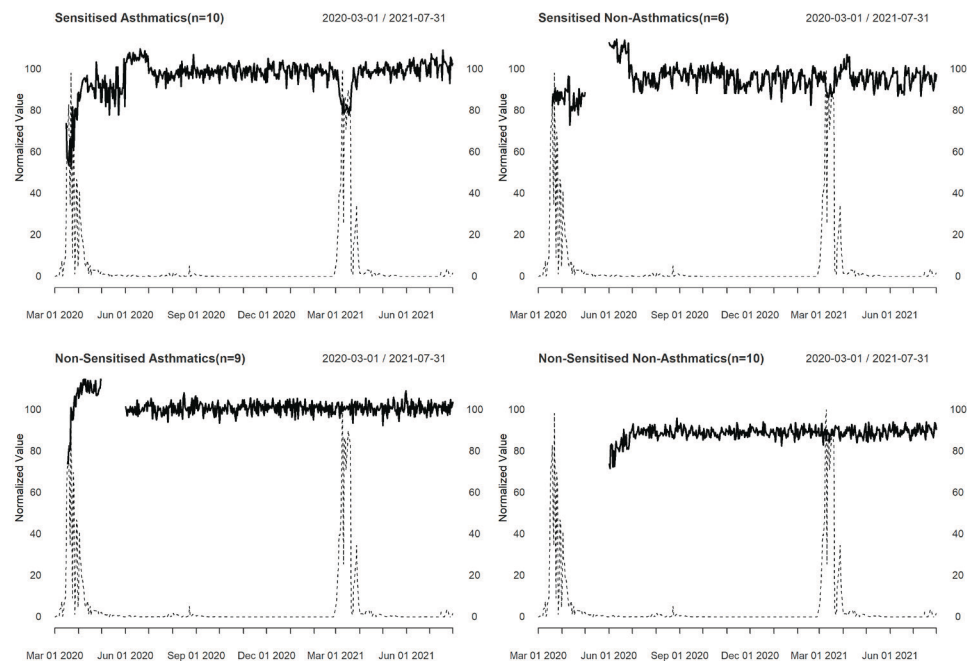 Sensitised Asthmatics(n=10) 2020-03-01 / 2021-07-31
Normalized Value
100 100
80 80
60 60
40 40
20 20
0 0
Mar 01 2020 Jun 01 2020 Sep 01 2020 Dec 01 2020 Mar 01 2021 Jun 01 2021
Sensitised Non-Asthmatics(n=6) 2020-03-01 / 2021-07-31
Normalized Value
100 100
80 80
60 60
40 40
20 20
0 0
Mar 01 2020 Jun 01 2020 Sep 01 2020 Dec 01 2020 Mar 01 2021 Jun 01 2021
Non-Sensitised Asthmatics(n=9) 2020-03-01 / 2021-07-31
Normalized Value
100 100
80 80
60 60
40 40
20 20
0 0
Mar 01 2020 Jun 01 2020 Sep 01 2020 Dec 01 2020 Mar 01 2021 Jun 01 2021
Non-Sensitised Non-Asthmatics(n=10) 2020-03-01 / 2021-07-31
Normalized Value
100 100
80 80
60 60
40 40
20 20
0 0
Mar 01 2020 Jun 01 2020 Sep 01 2020 Dec 01 2020 Mar 01 2021 Jun 01 2021